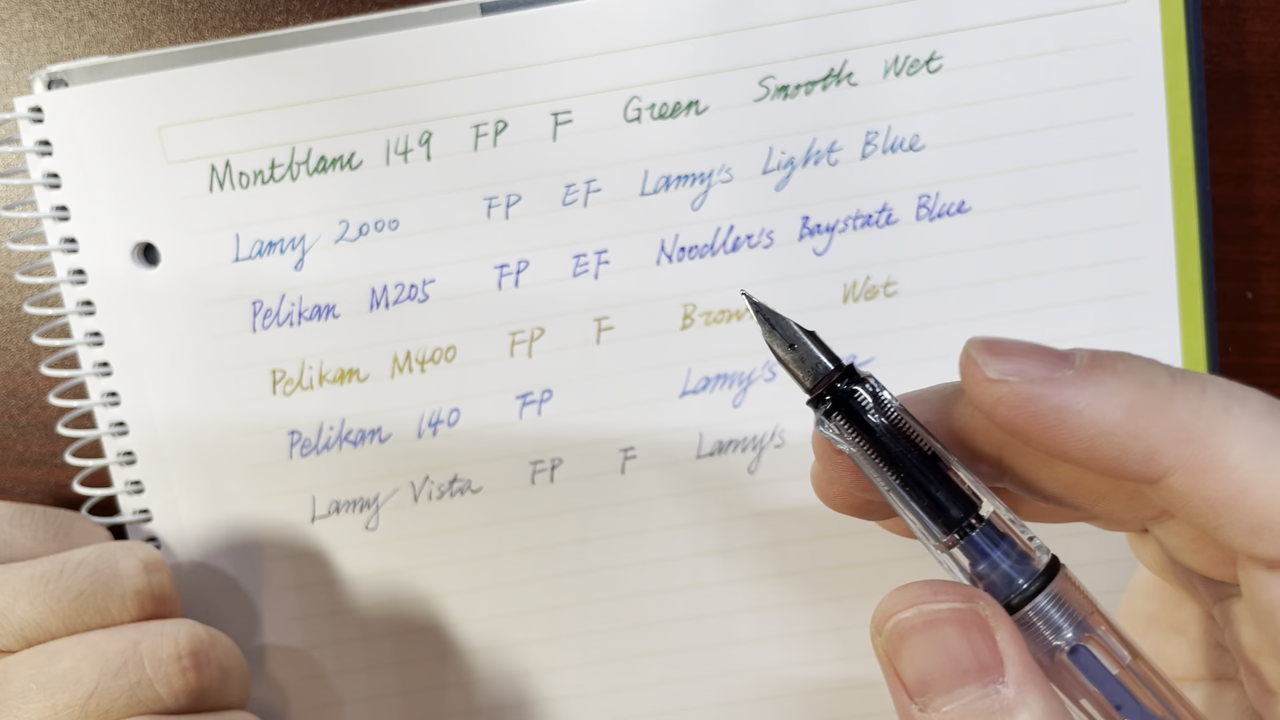 Montblanc 149 FP F Green Smooth Wet
Lamy 2000 FP EF Lamy's Light Blue
Pelikan M205 FP EF Noodler's Baystate Blue
Pelikan M400 FP F Wet
Pelikan 140 FP Lamy's
Lamy Vista FP F Lamy's